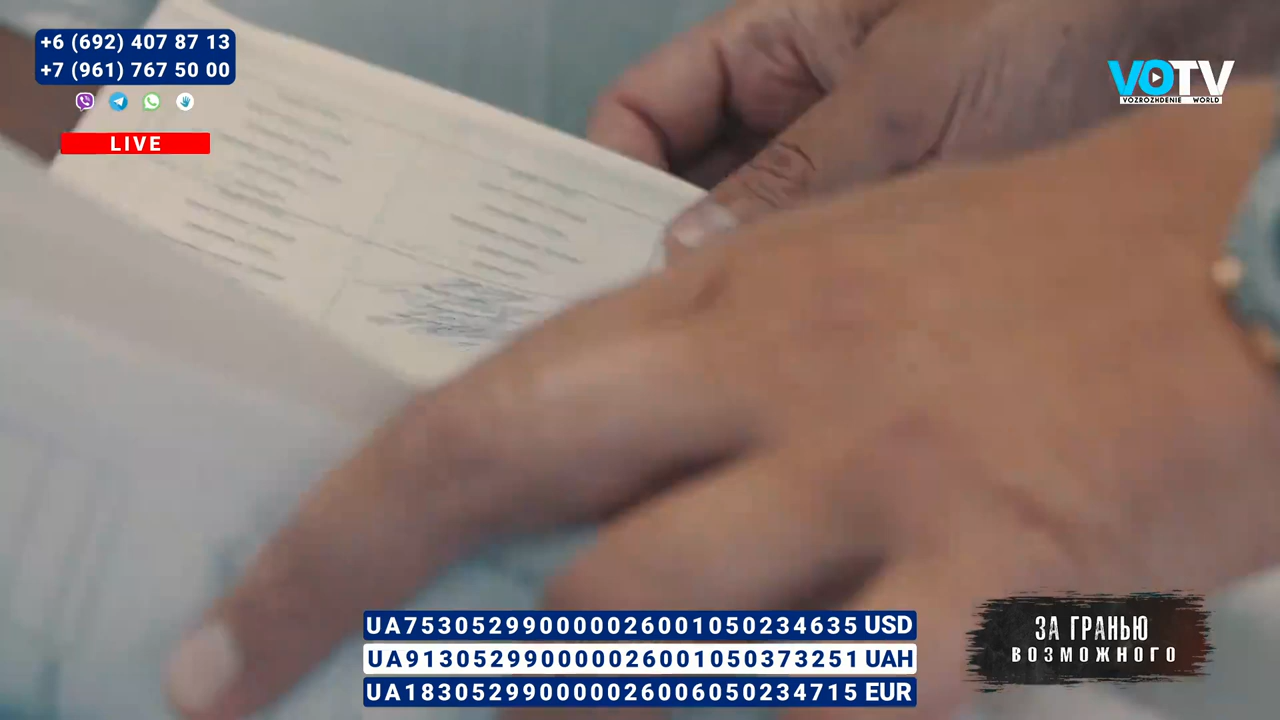 +6 (692) 407 87 13
+7 (961) 767 50 00
LIVE
VOTV
VOZROZHDENIE WORLD
UA753052990000026001050234635 USD
UA913052990000026001050373251 UAH
UA183052990000026006050234715 EUR
ЗА ГРАНЬЮ
ВОЗМОЖНОГО